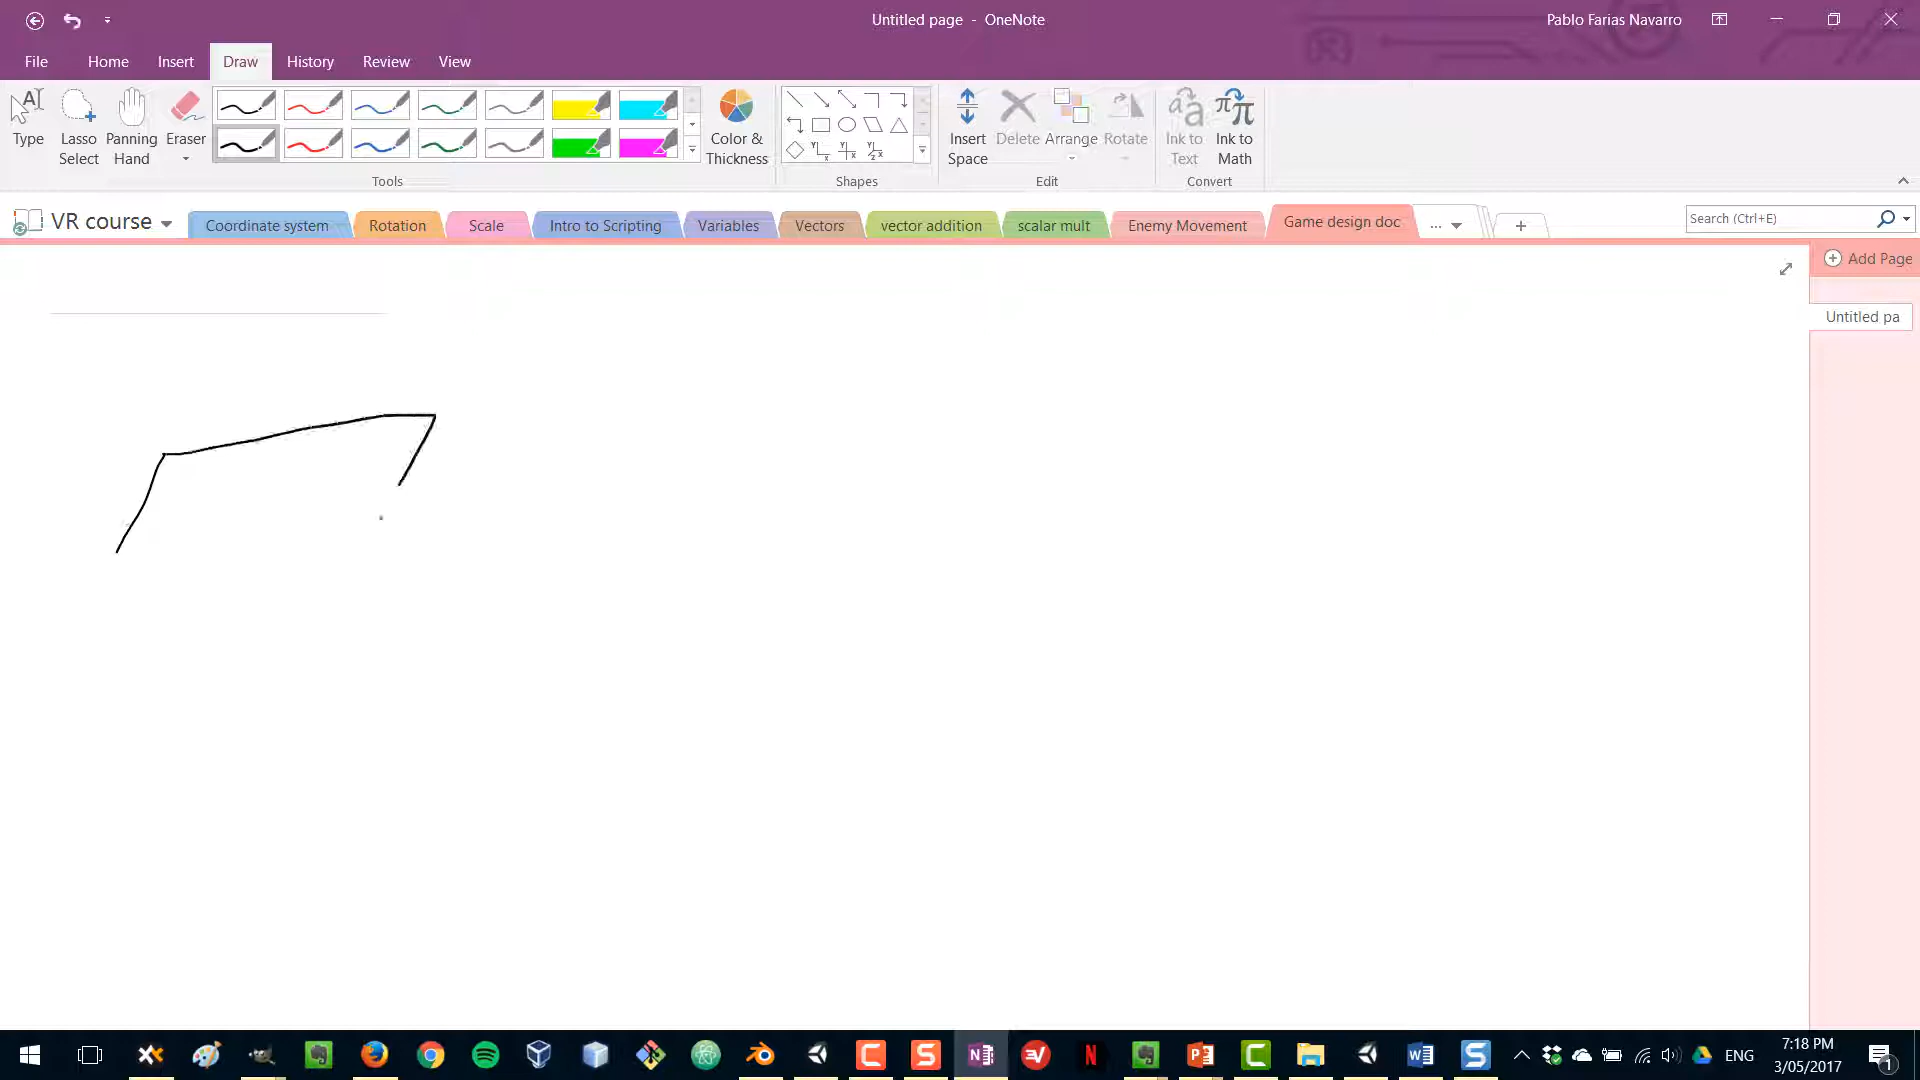 Untitled page - OneNote
Pablo Farias Navarro
File Home Insert Draw History Review View
Type
Lasso Select
Panning Hand
Eraser
Color & Thickness
Insert Space
Delete
Arrange
Rotate
Ink to Text
Ink to Math
Tools
Shapes
Edit
Convert
VR course
Coordinate system
Rotation
Scale
Intro to Scripting
Variables
Vectors
vector addition
scalar mult
Enemy Movement
Game design doc
...
Search (Ctrl+E)
Add Page
Untitled pa
ENG
7:18 PM
3/05/2017
1